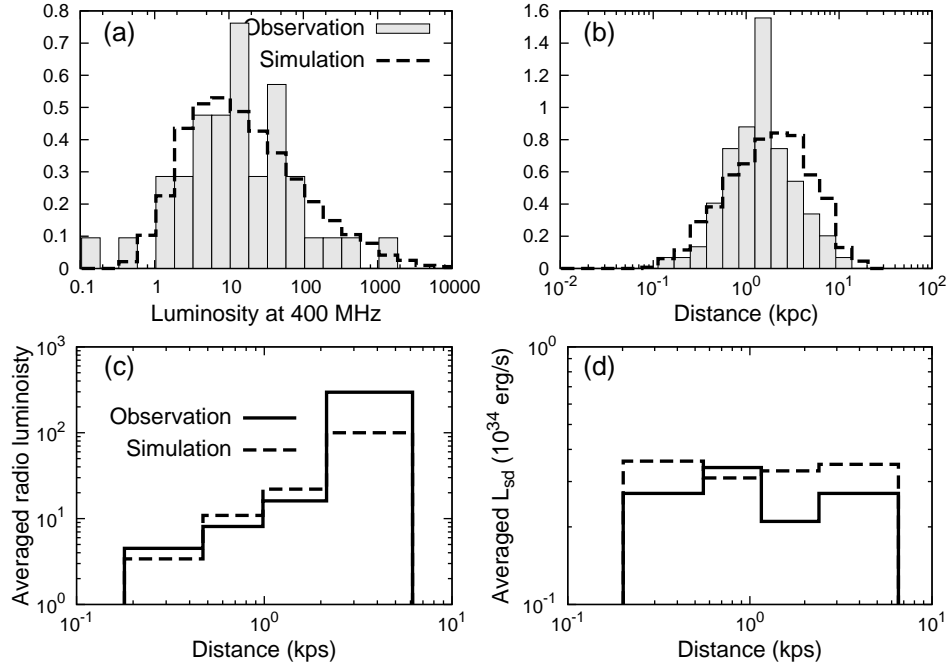 (a)
Observation
Simulation
0.8
0.7
0.6
0.5
0.4
0.3
0.2
0.1
0
0.1 1 10 100 1000 10000
Luminosity at 400 MHz
(b)
1.6
1.4
1.2
1
0.8
0.6
0.4
0.2
0
10^-2 10^-1 10^0 10^1 10^2
Distance (kpc)
(c)
Observation
Simulation
Averaged radio luminoisty
10^3
10^2
10^1
10^0
10^-1 10^0 10^1
Distance (kps)
(d)
Averaged L_sd (10^34 erg/s)
10^0
10^-1
10^-1 10^0 10^1
Distance (kps)